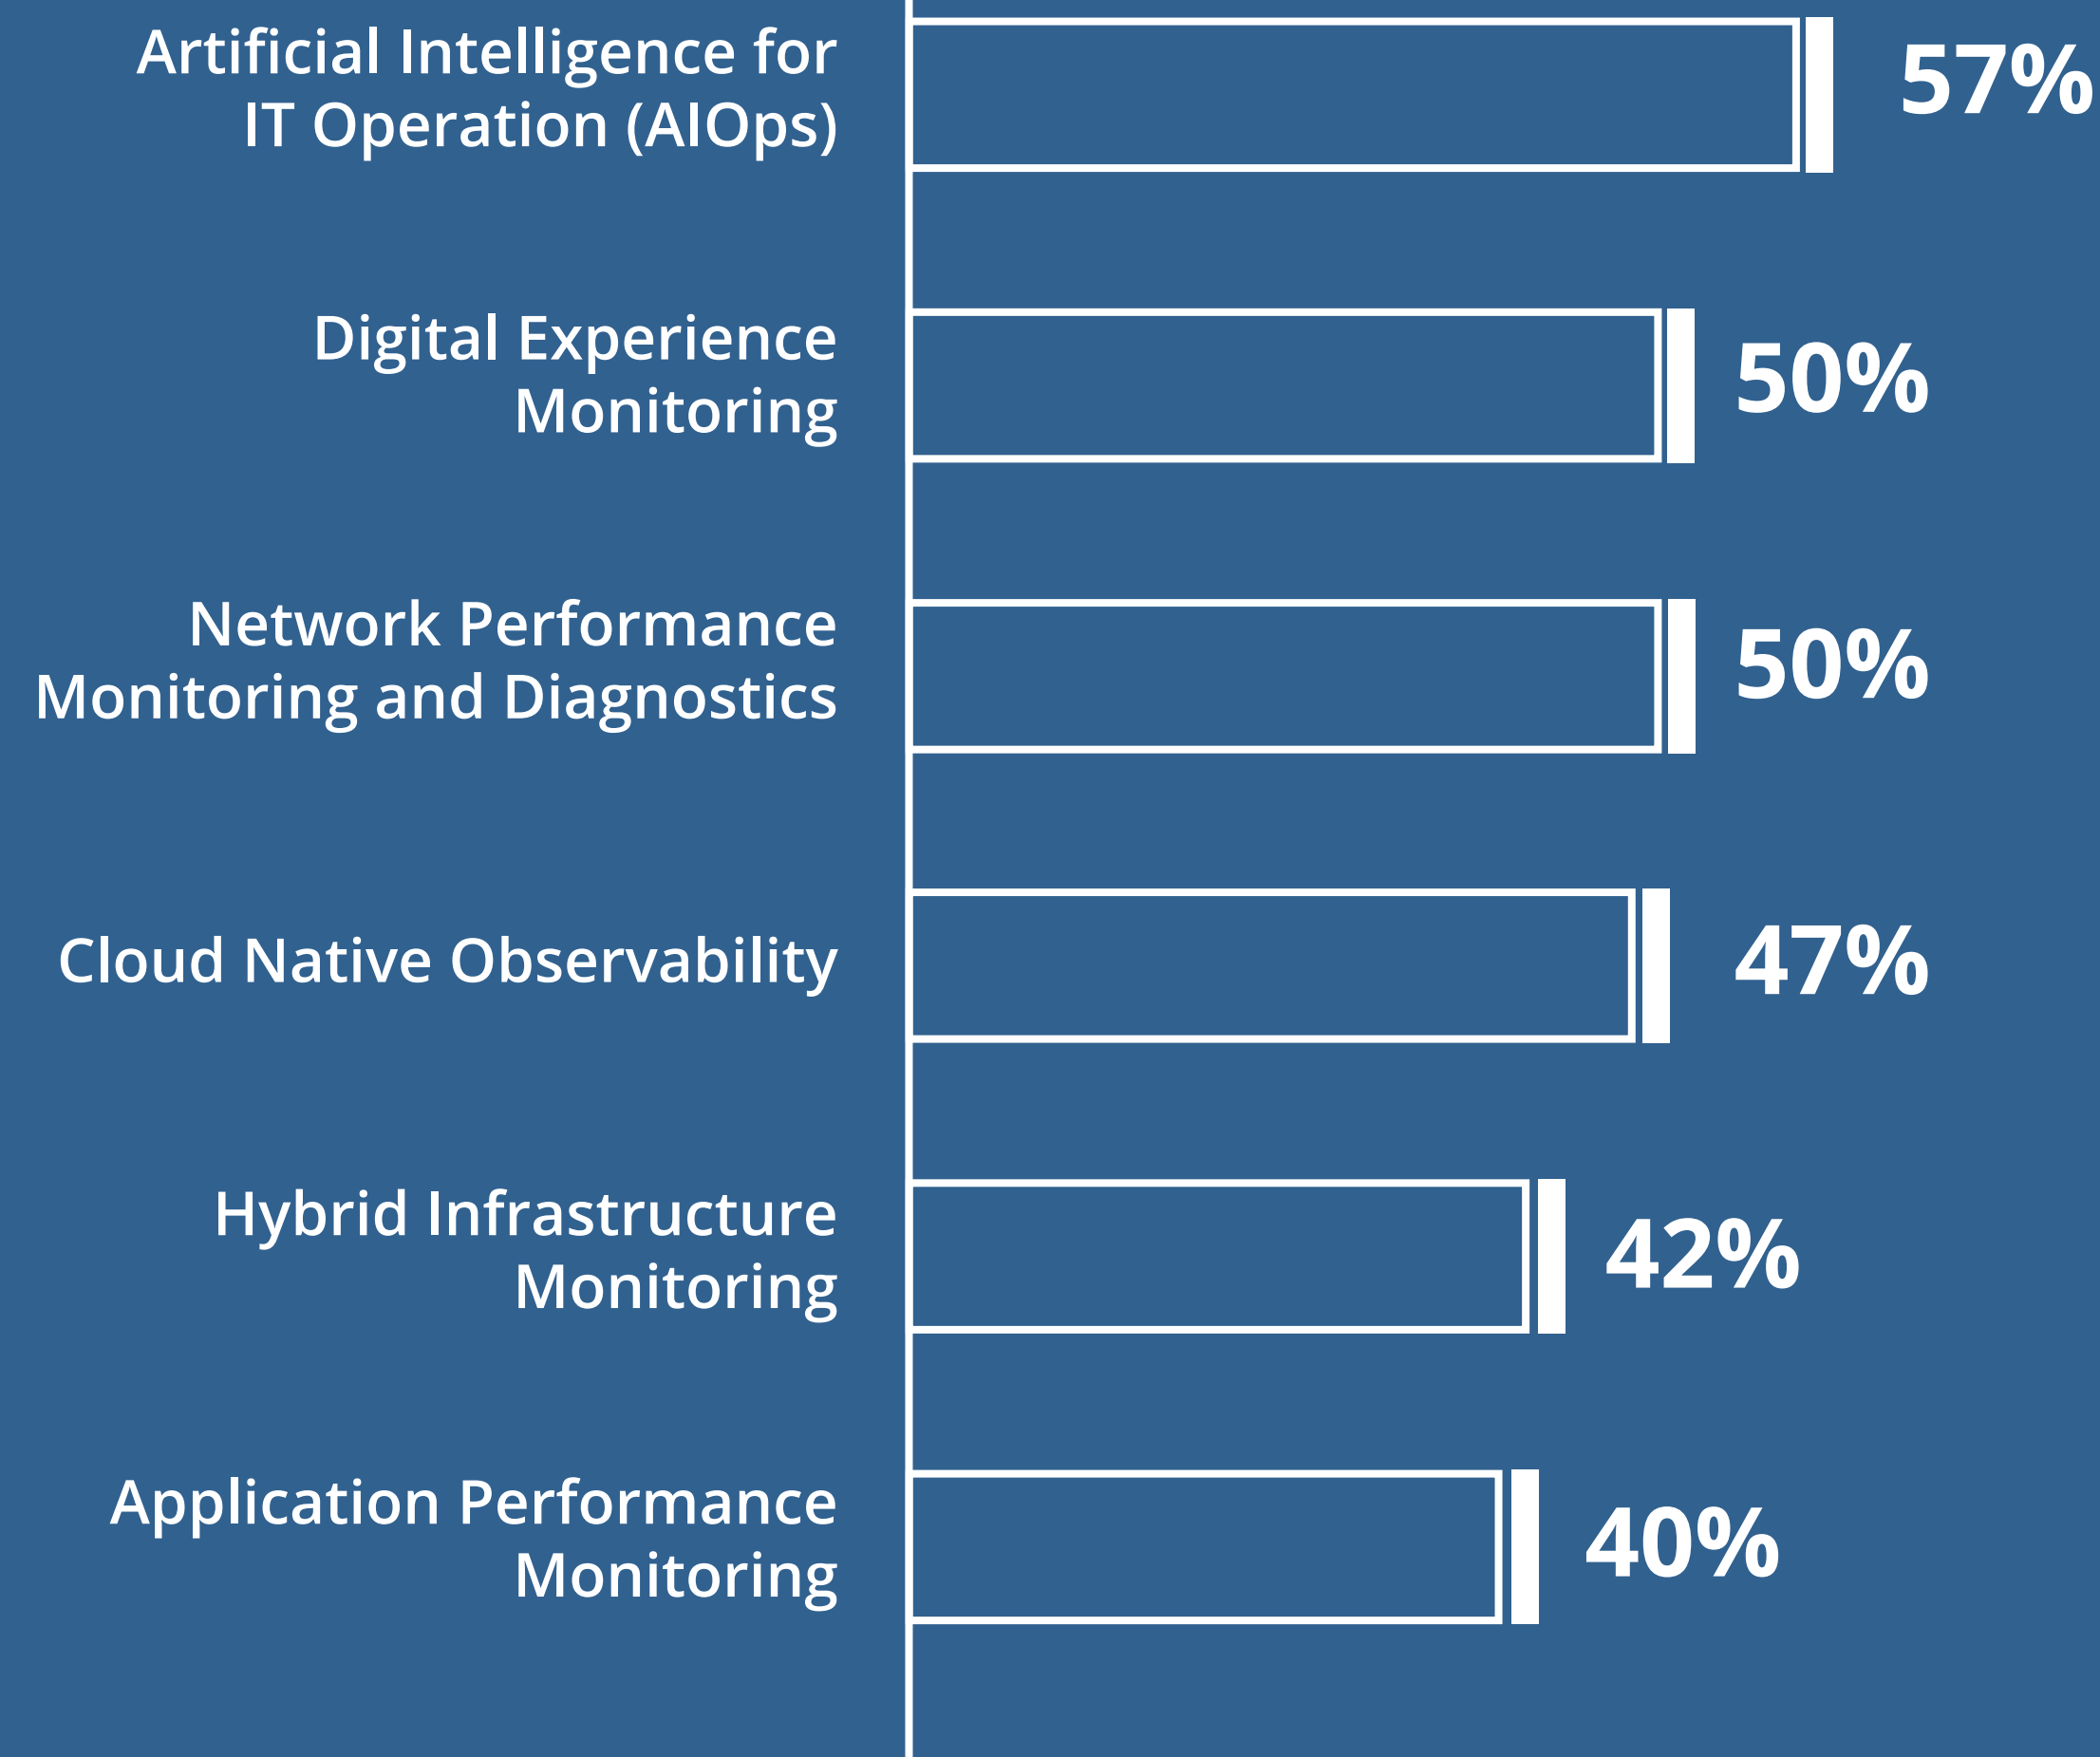 Artificial Intelligence for
IT Operation (AIOps)
57%
Digital Experience
Monitoring
50%
Network Performance
Monitoring and Diagnostics
50%
Cloud Native Observability
47%
Hybrid Infrastructure
Monitoring
42%
Application Performance
Monitoring
40%